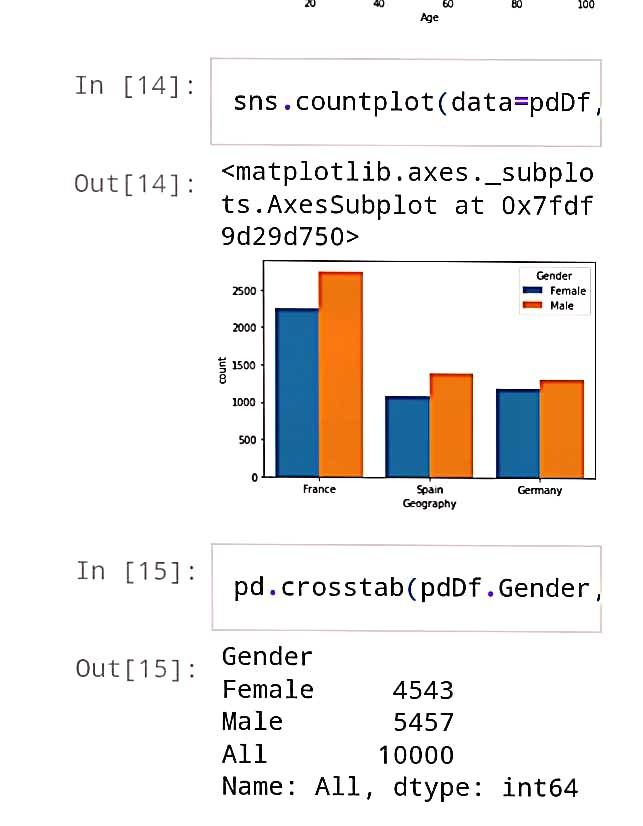 20 40 60 80 100
Age
In [14]:
sns.countplot(data=pdDf,
Out[14]:
<matplotlib.axes._subplo
ts.AxesSubplot at 0x7fdf
9d29d750>
Gender
Female
Male
2500
2000
1500
1000
500
0
count
France Spain Germany
Geography
In [15]:
pd.crosstab(pdDf.Gender,
Out[15]:
Gender
Female 4543
Male 5457
All 10000
Name: All, dtype: int64